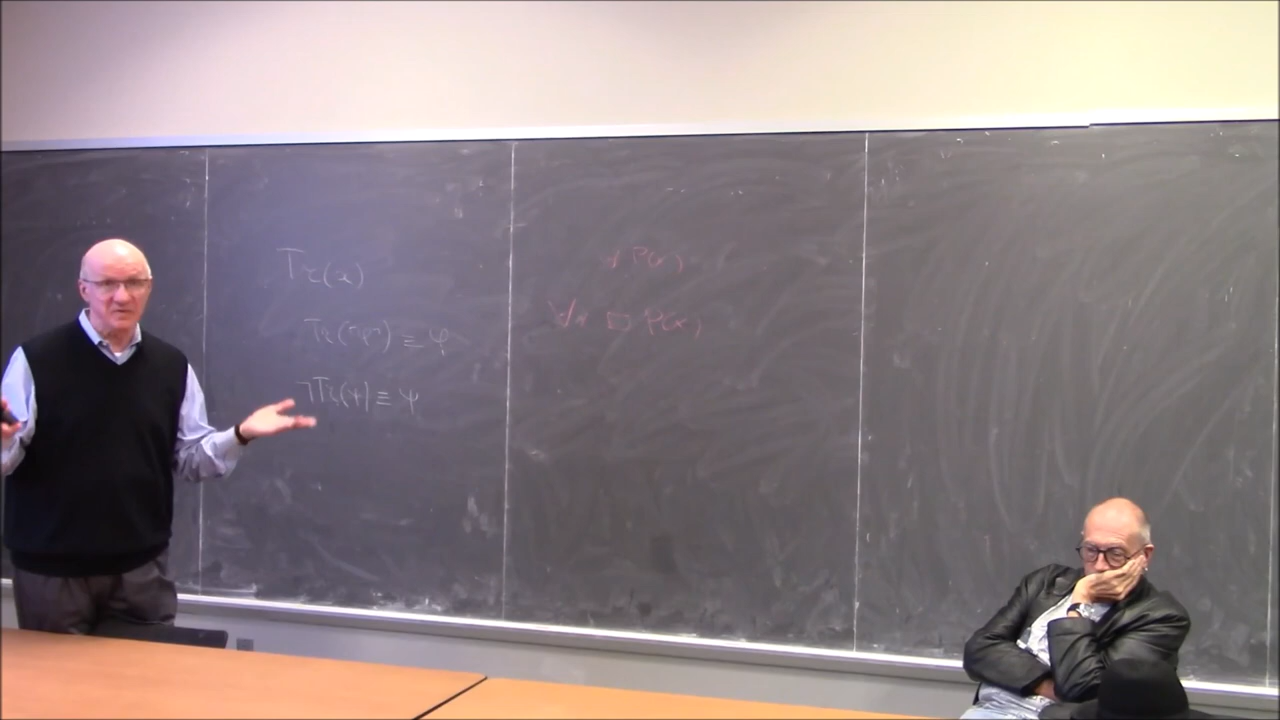 Tr(x)
Tr(⌜φ⌝) ≡ φ
¬Tr(ψ) ≡ ψ
∀ P(x)
∀x □ P(x)